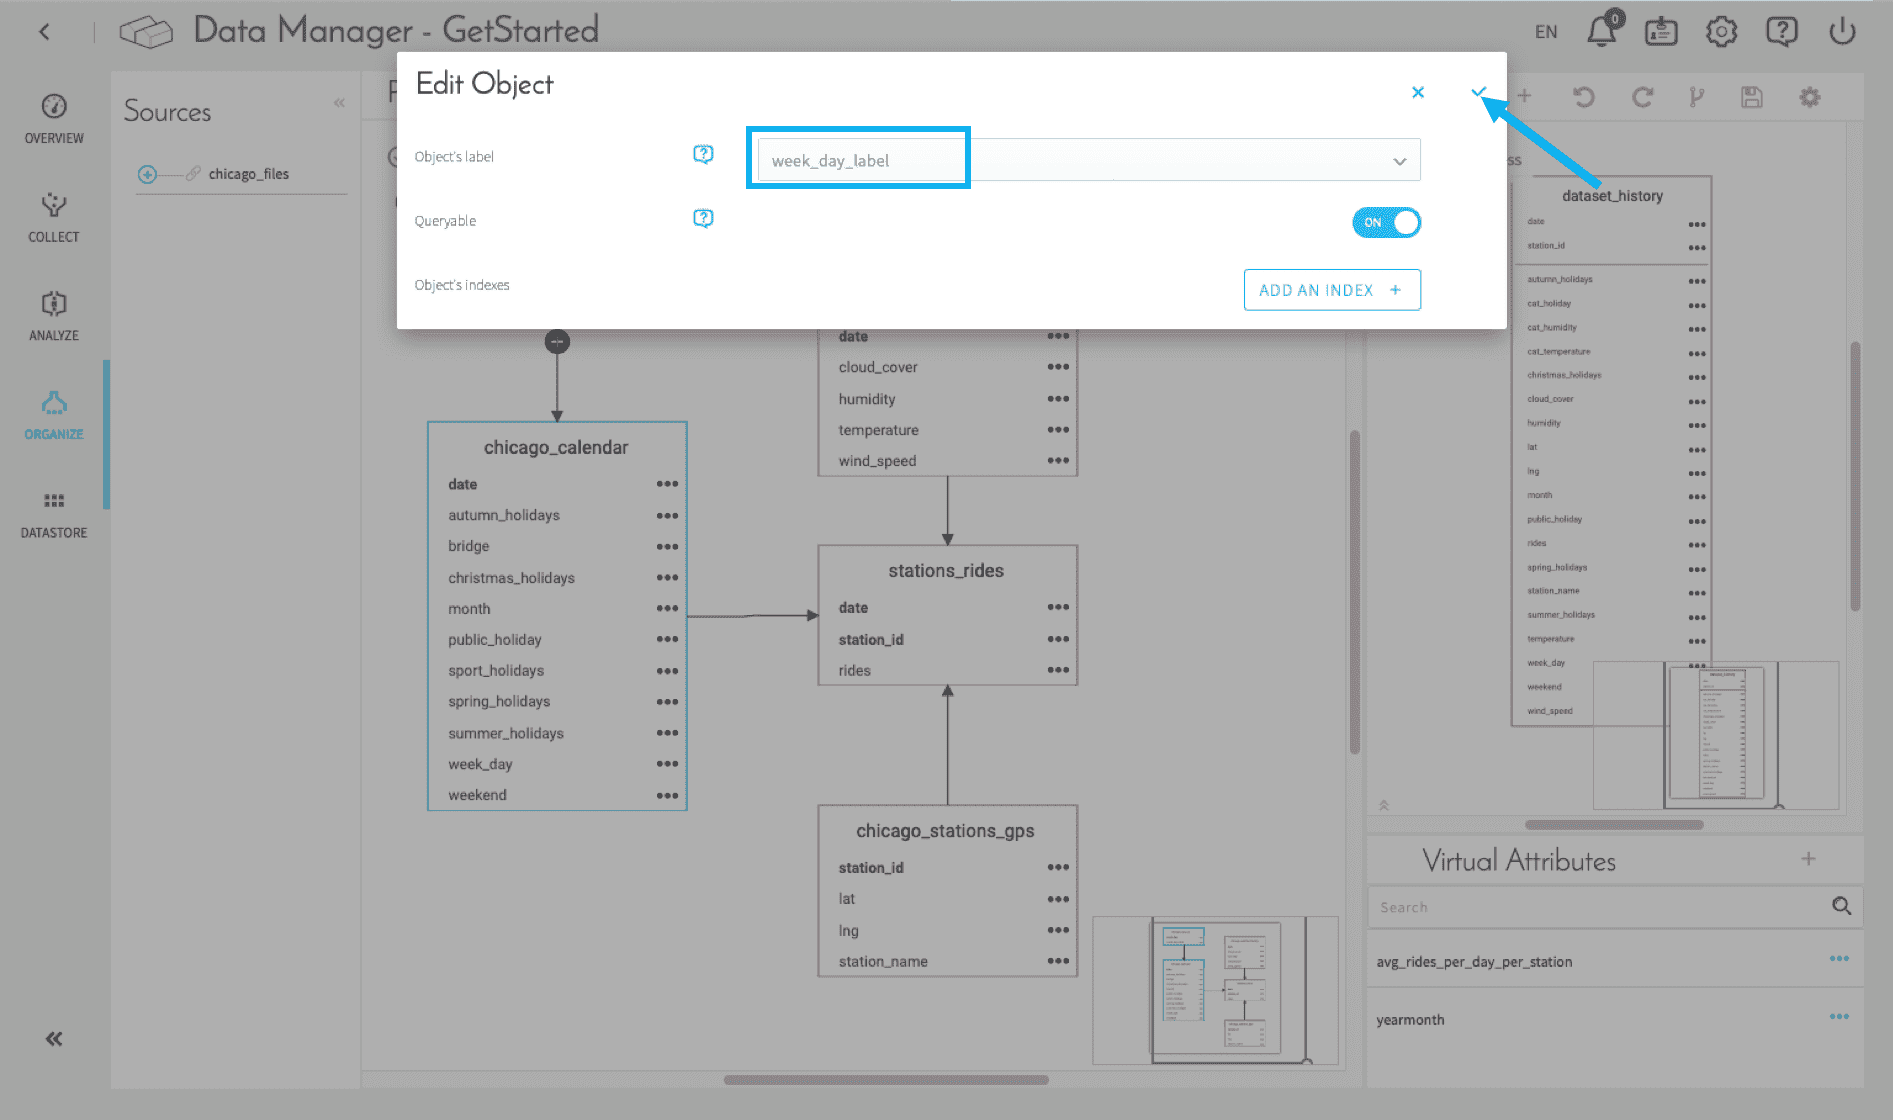 Data Manager - GetStarted
EN
0
OVERVIEW
COLLECT
ANALYZE
ORGANIZE
DATASTORE
Sources
chicago_files
Edit Object
Object's label
week_day_label
Queryable
ON
Object's indexes
ADD AN INDEX +
date
cloud_cover
humidity
temperature
wind_speed
chicago_calendar
date
autumn_holidays
bridge
christmas_holidays
month
public_holiday
sport_holidays
spring_holidays
summer_holidays
week_day
weekend
stations_rides
date
station_id
rides
chicago_stations_gps
station_id
lat
lng
station_name
dataset_history
date
station_id
autumn_holidays
cat_holiday
cat_humidity
cat_temperature
christmas_holidays
cloud_cover
humidity
lat
lng
month
public_holiday
rides
spring_holidays
station_name
summer_holidays
temperature
week_day
weekend
wind_speed
Virtual Attributes
Search
avg_rides_per_day_per_station
yearmonth